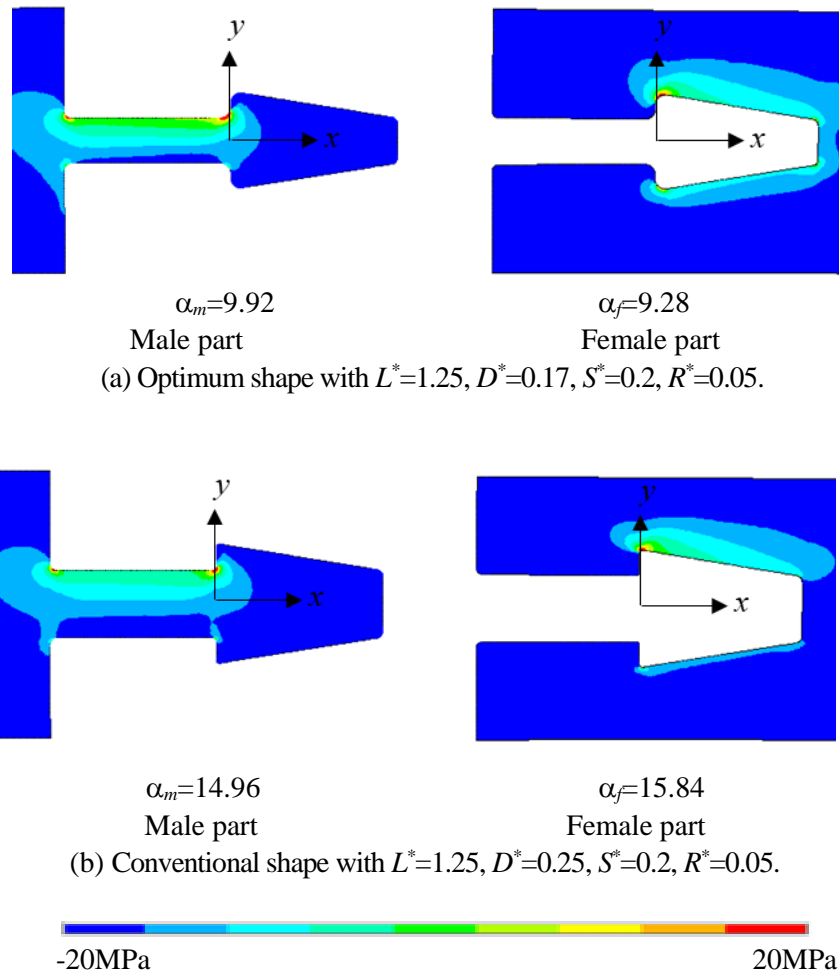 y y
x x
αm=9.92 αf=9.28
Male part Female part
(a) Optimum shape with L*=1.25, D*=0.17, S*=0.2, R*=0.05.
y y
x x
αm=14.96 αf=15.84
Male part Female part
(b) Conventional shape with L*=1.25, D*=0.25, S*=0.2, R*=0.05.
-20MPa 20MPa